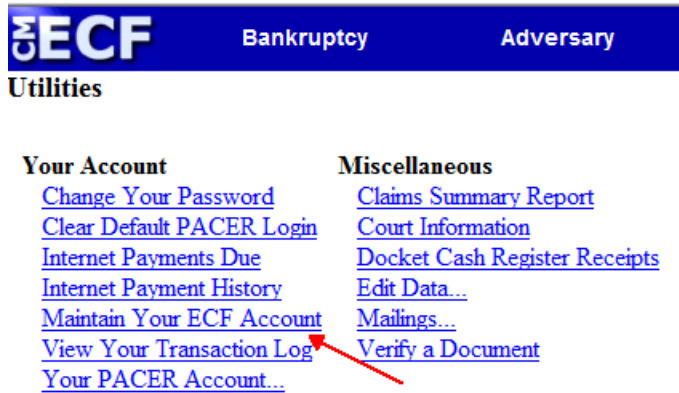 CM ECF Bankruptcy Adversary
Utilities
Your Account
Change Your Password
Clear Default PACER Login
Internet Payments Due
Internet Payment History
Maintain Your ECF Account
View Your Transaction Log
Your PACER Account...
Miscellaneous
Claims Summary Report
Court Information
Docket Cash Register Receipts
Edit Data...
Mailings...
Verify a Document